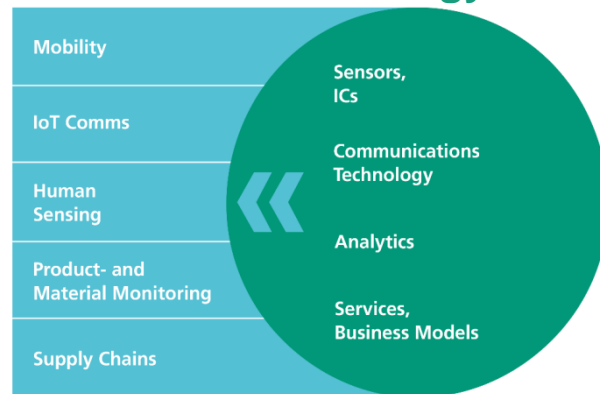 Mobility
IoT Comms
Human
Sensing
Product- and
Material Monitoring
Supply Chains
Sensors,
ICs
Communications
Technology
Analytics
Services,
Business Models